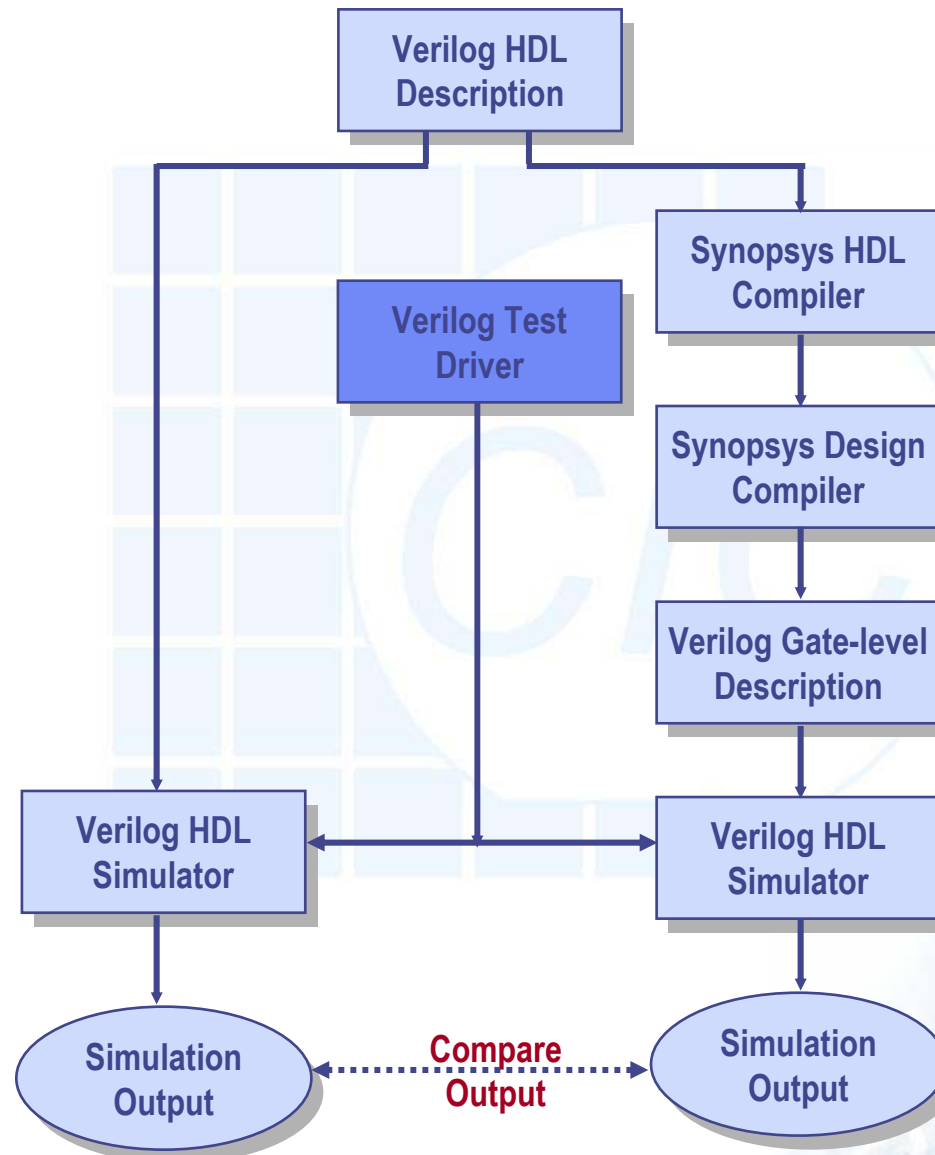 Verilog HDL
Description
Synopsys HDL
Compiler
Verilog Test
Driver
Synopsys Design
Compiler
Verilog Gate-level
Description
Verilog HDL
Simulator
Verilog HDL
Simulator
Simulation
Output
Compare
Output
Simulation
Output
CIC